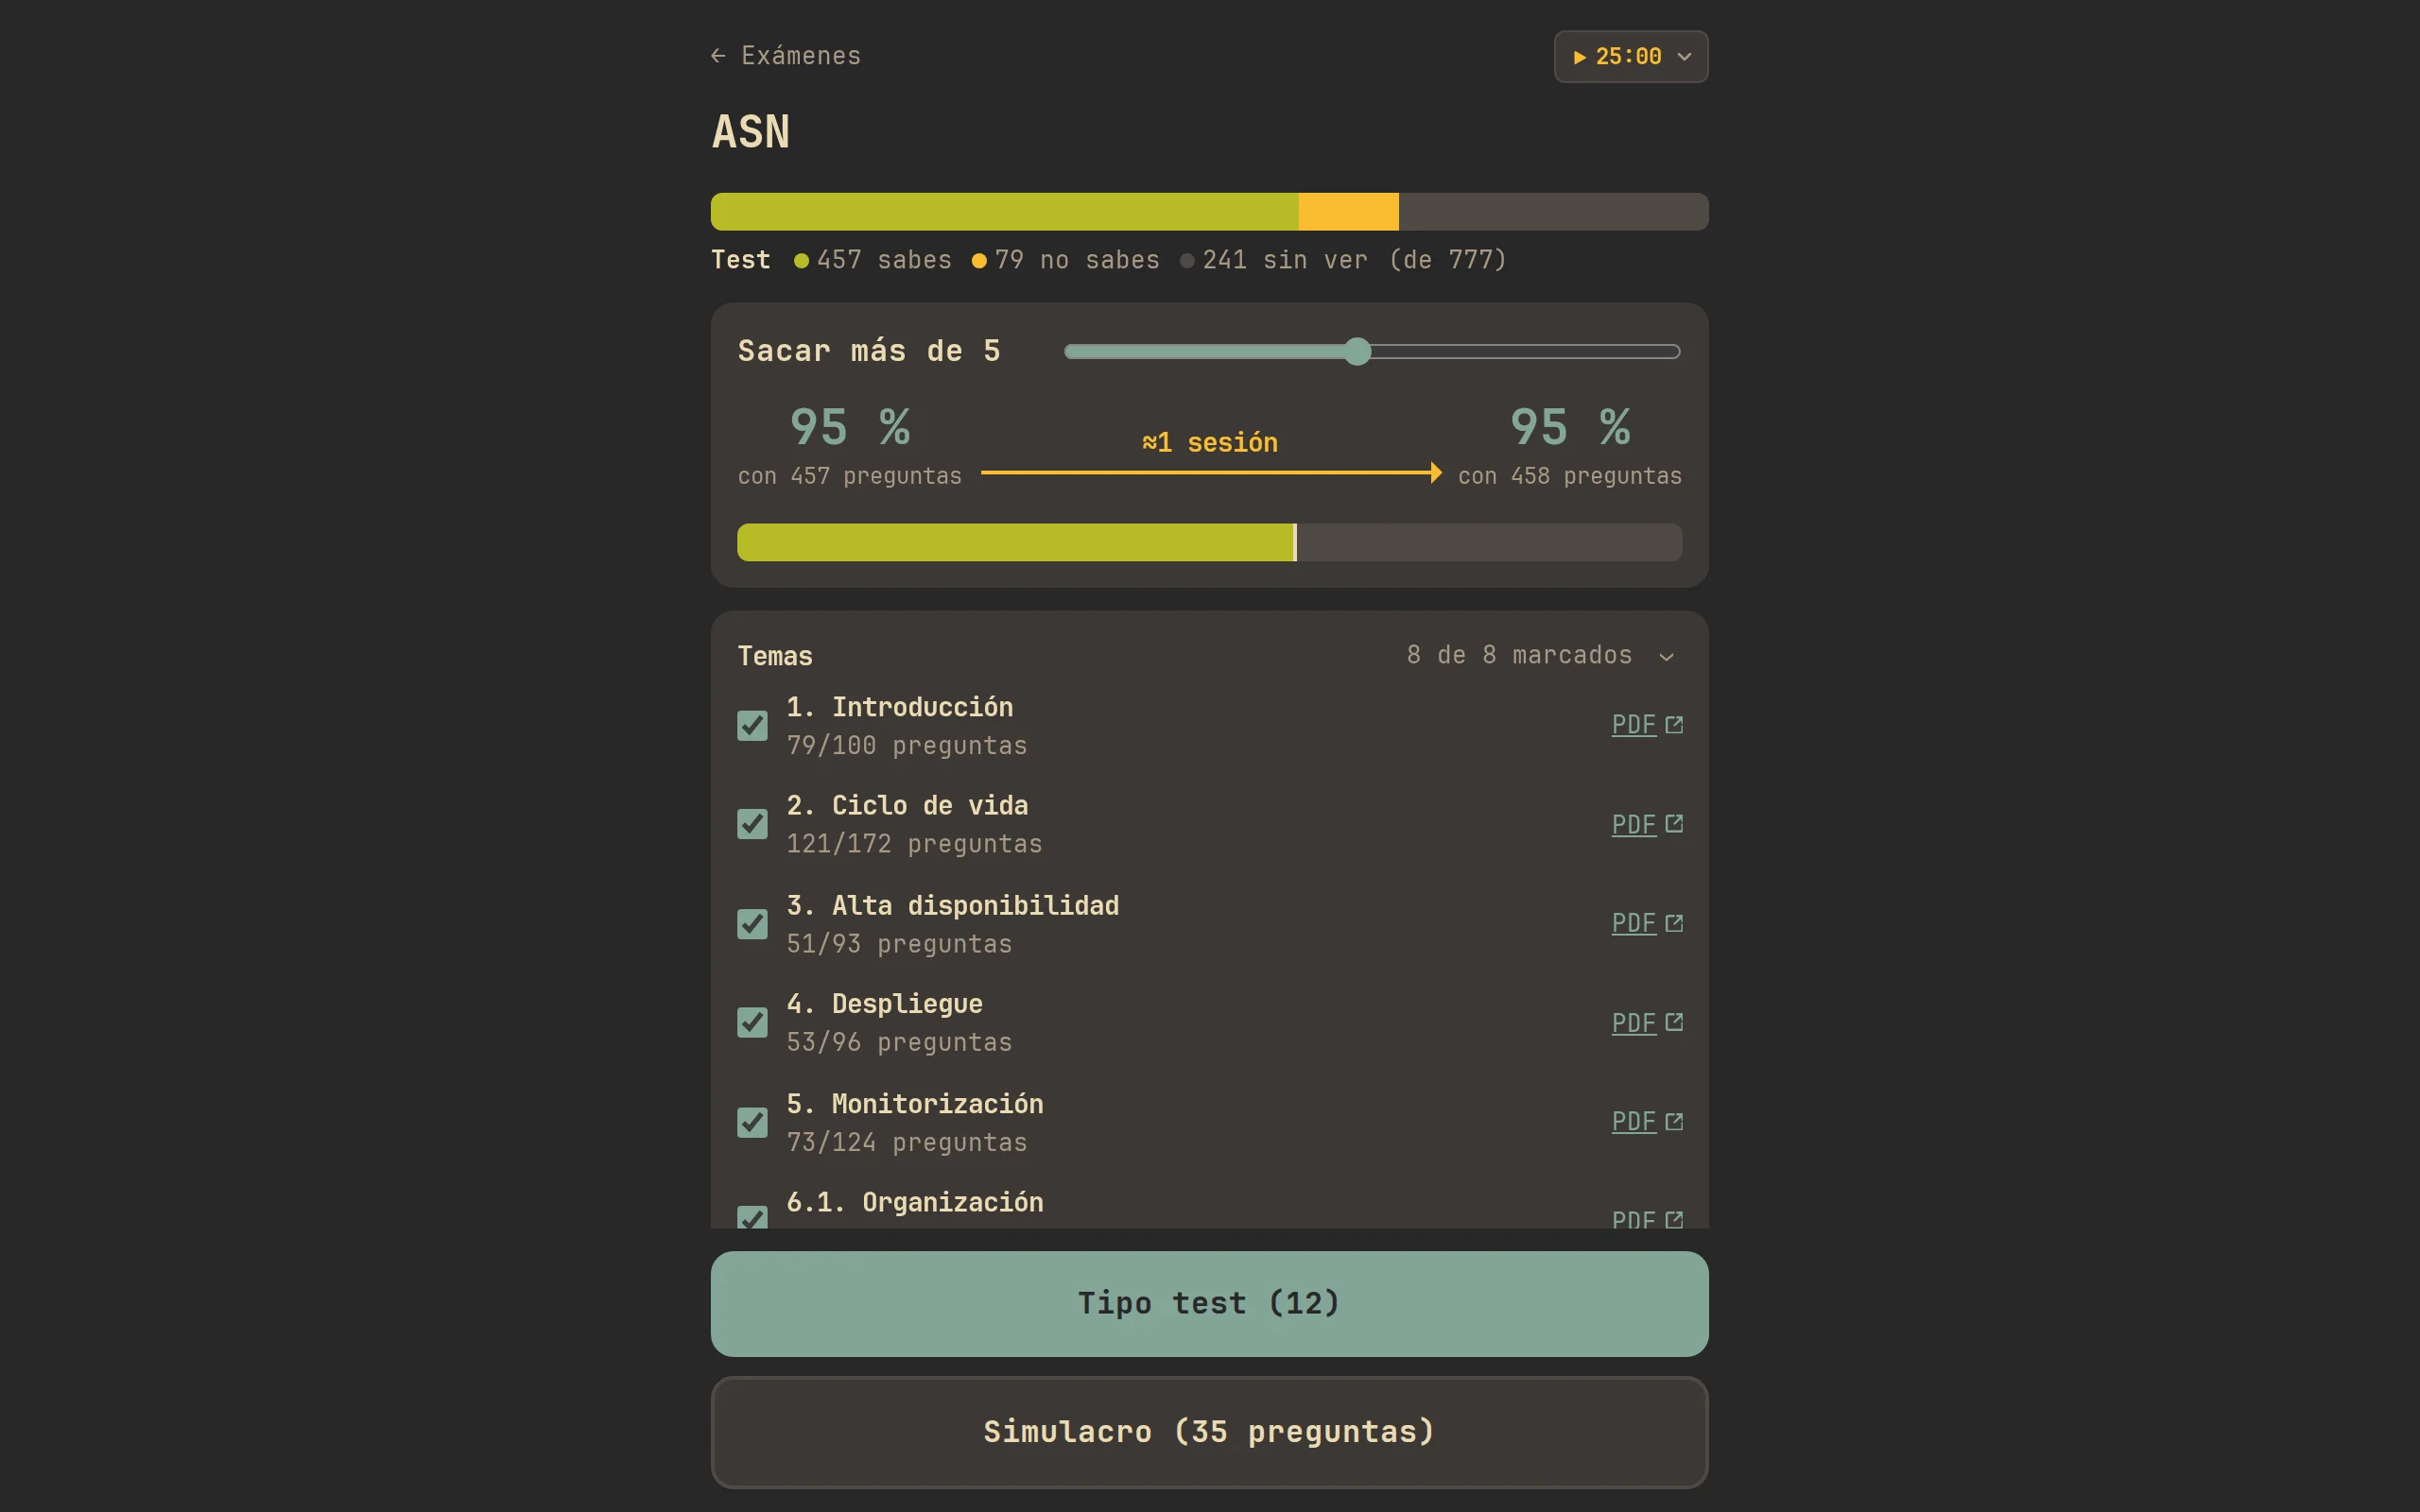 ← Exámenes
▶ 25:00
ASN
Test 457 sabes 79 no sabes 241 sin ver (de 777)
Sacar más de 5
95 %
con 457 preguntas
≈1 sesión
95 %
con 458 preguntas
Temas
8 de 8 marcados
1. Introducción
79/100 preguntas
PDF
2. Ciclo de vida
121/172 preguntas
PDF
3. Alta disponibilidad
51/93 preguntas
PDF
4. Despliegue
53/96 preguntas
PDF
5. Monitorización
73/124 preguntas
PDF
6.1. Organización
PDF
Tipo test (12)
Simulacro (35 preguntas)